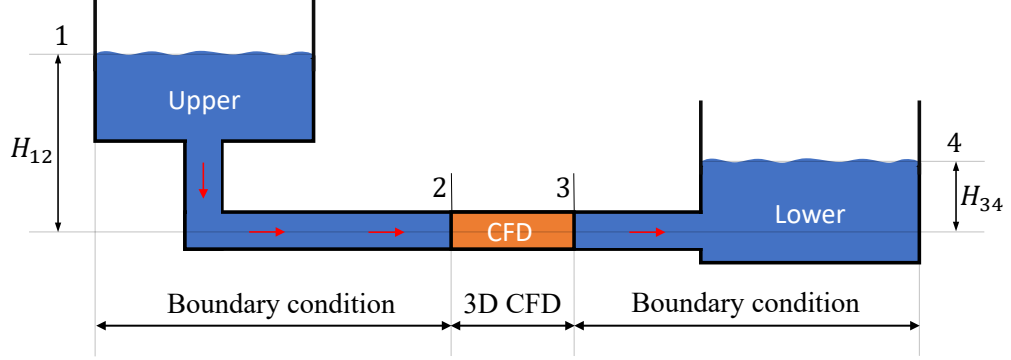 1
Upper
H₁₂
2
3
CFD
4
Lower
H₃₄
Boundary condition
3D CFD
Boundary condition